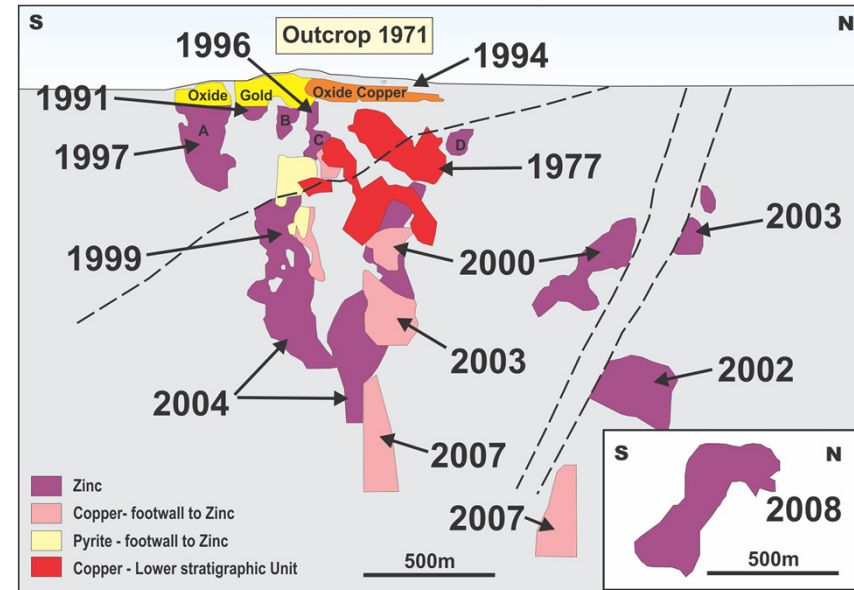 S
N
Outcrop 1971
1996
1994
Oxide
Gold
Oxide Copper
1991
A
B
C
D
1997
1977
1999
2000
2003
2003
2004
2002
2007
2007
Zinc
Copper- footwall to Zinc
Pyrite - footwall to Zinc
Copper - Lower stratigraphic Unit
500m
S
N
2008
500m